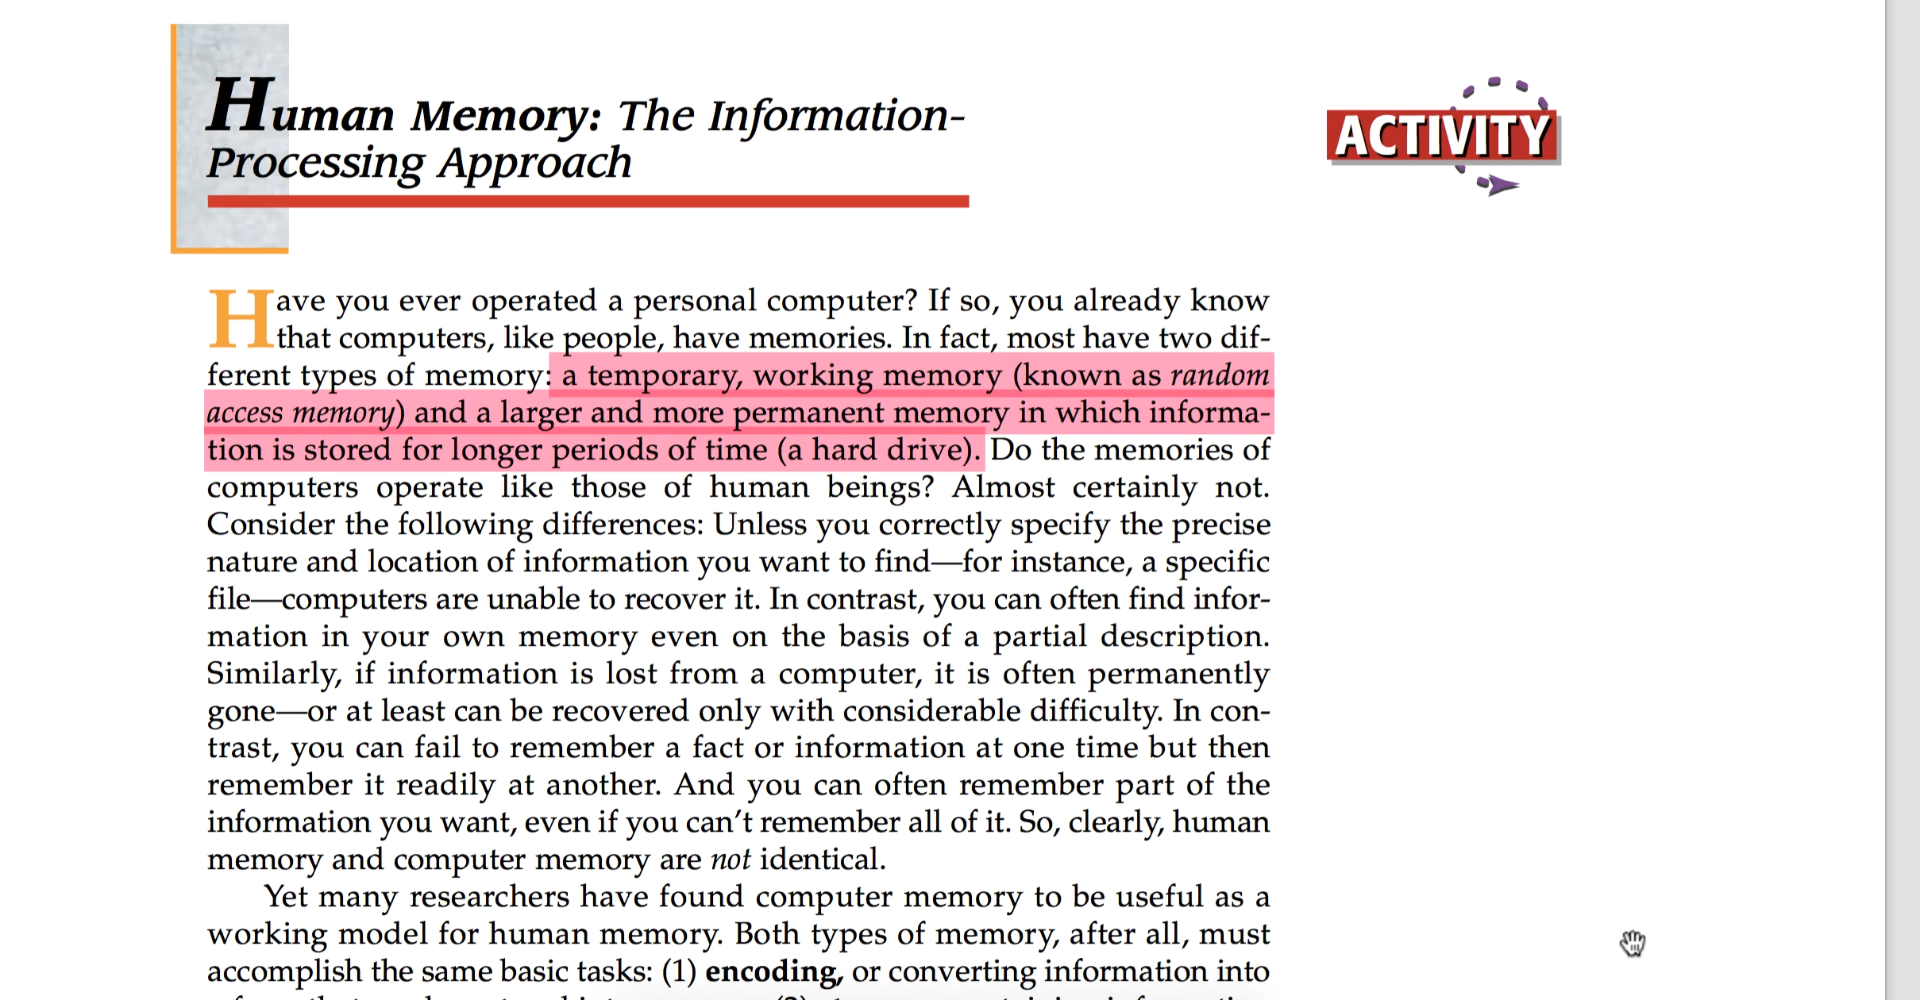 Human Memory: The Information-
Processing Approach
ACTIVITY
Have you ever operated a personal computer? If so, you already know
that computers, like people, have memories. In fact, most have two dif-
ferent types of memory: a temporary, working memory (known as random
access memory) and a larger and more permanent memory in which informa-
tion is stored for longer periods of time (a hard drive). Do the memories of
computers operate like those of human beings? Almost certainly not.
Consider the following differences: Unless you correctly specify the precise
nature and location of information you want to find—for instance, a specific
file—computers are unable to recover it. In contrast, you can often find infor-
mation in your own memory even on the basis of a partial description.
Similarly, if information is lost from a computer, it is often permanently
gone—or at least can be recovered only with considerable difficulty. In con-
trast, you can fail to remember a fact or information at one time but then
remember it readily at another. And you can often remember part of the
information you want, even if you can't remember all of it. So, clearly, human
memory and computer memory are not identical.
Yet many researchers have found computer memory to be useful as a
working model for human memory. Both types of memory, after all, must
accomplish the same basic tasks: (1) encoding, or converting information into